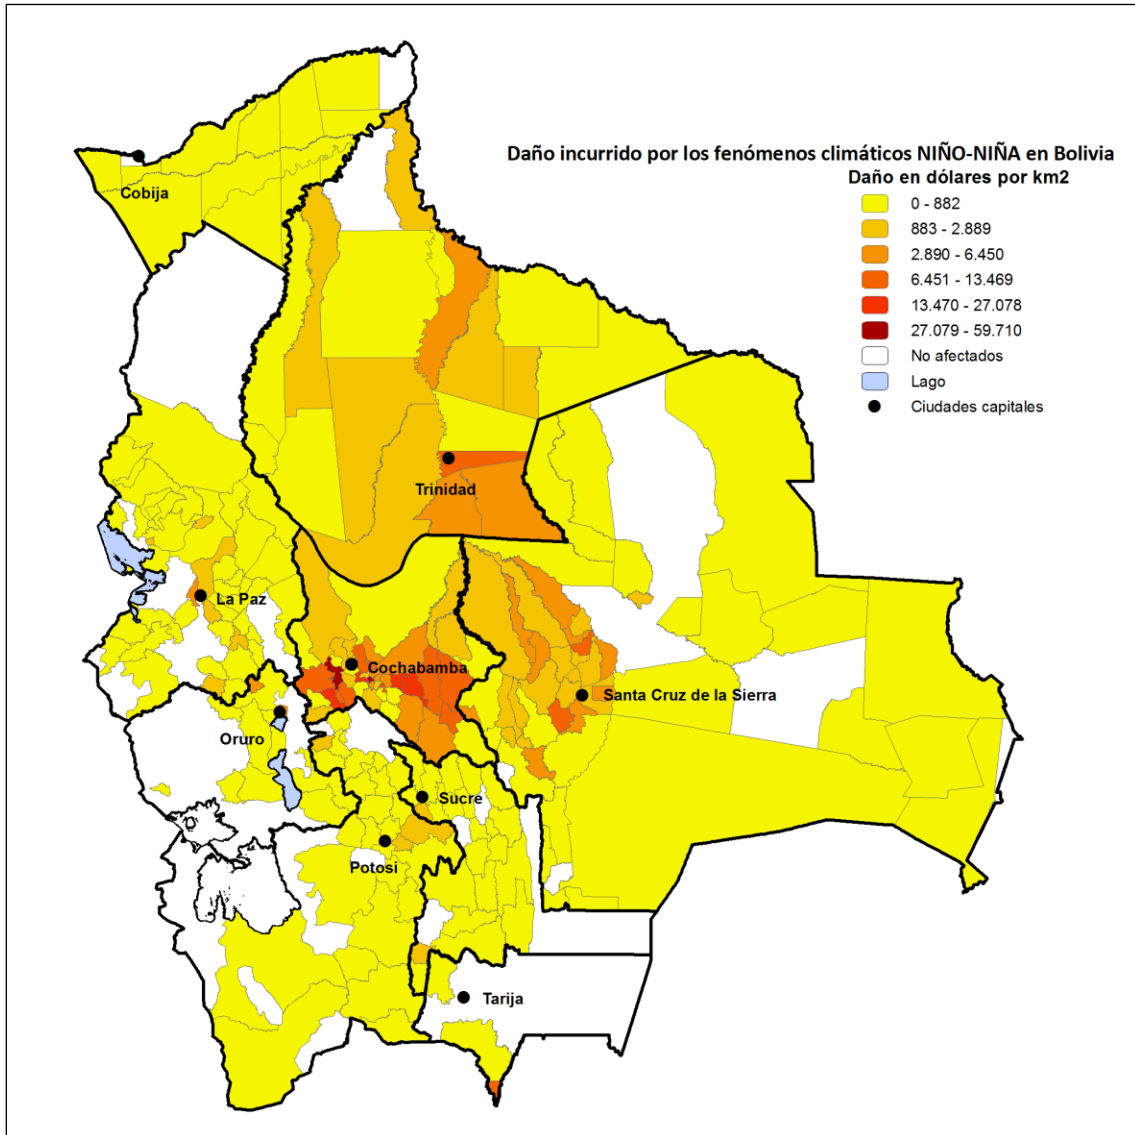 Daño incurrido por los fenómenos climáticos NIÑO-NIÑA en Bolivia
Daño en dólares por km2
0 - 882
883 - 2.889
2.890 - 6.450
6.451 - 13.469
13.470 - 27.078
27.079 - 59.710
No afectados
Lago
Ciudades capitales
Cobija
Trinidad
La Paz
Cochabamba
Santa Cruz de la Sierra
Oruro
Sucre
Potosi
Tarija